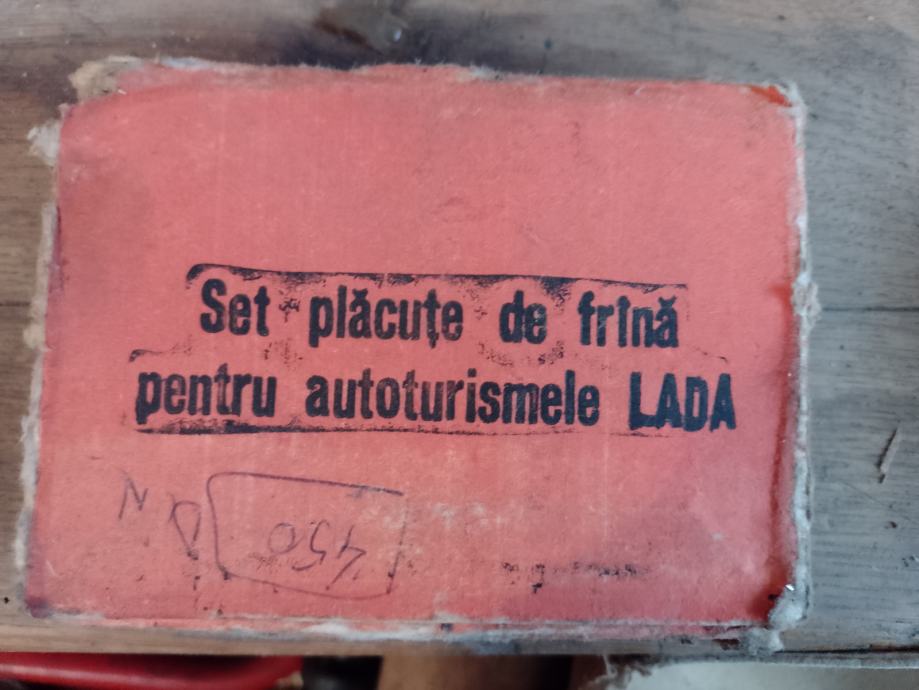 Set plăcuțe de frînă
pentru autoturismele LADA
450